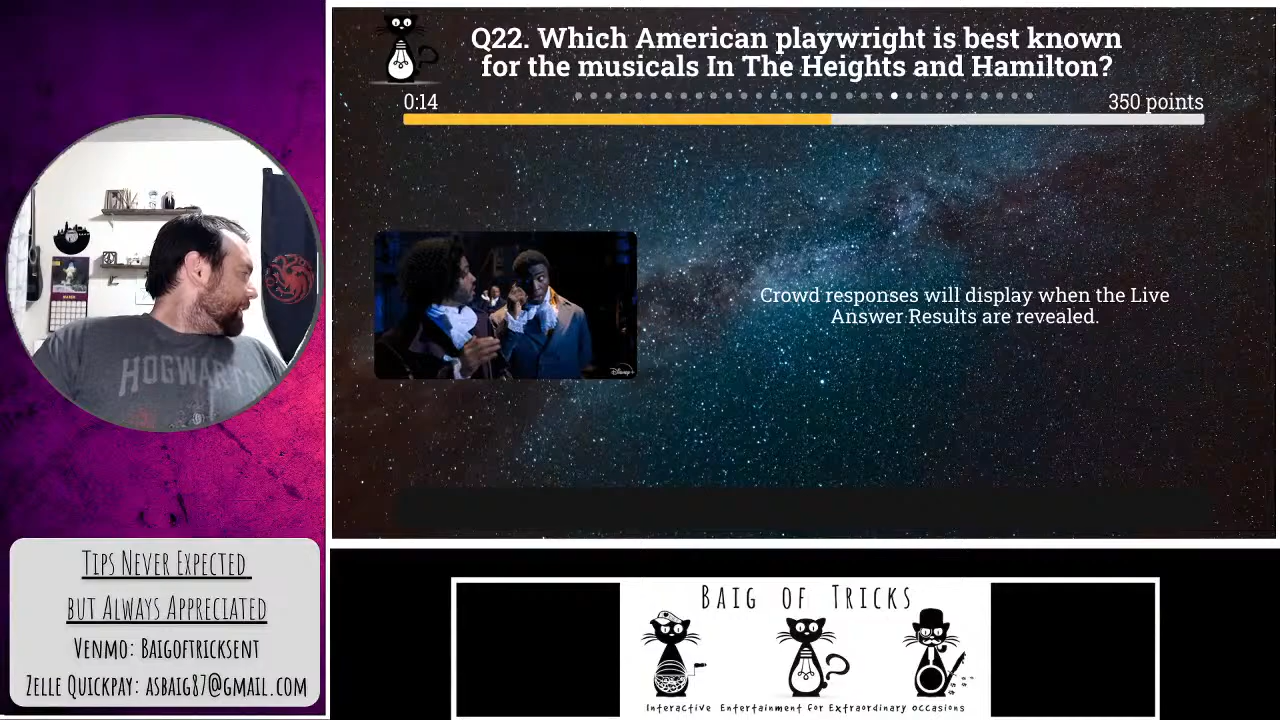 Q22. Which American playwright is best known
for the musicals In The Heights and Hamilton?
0:14
350 points
HOGWARTS
Disney+
Crowd responses will display when the Live
Answer Results are revealed.
Tips Never Expected
but Always Appreciated
Venmo: Baigoftricksent
Zelle Quickpay: asbaig87@gmail.com
Baig of Tricks
Interactive Entertainment for Extraordinary occasions